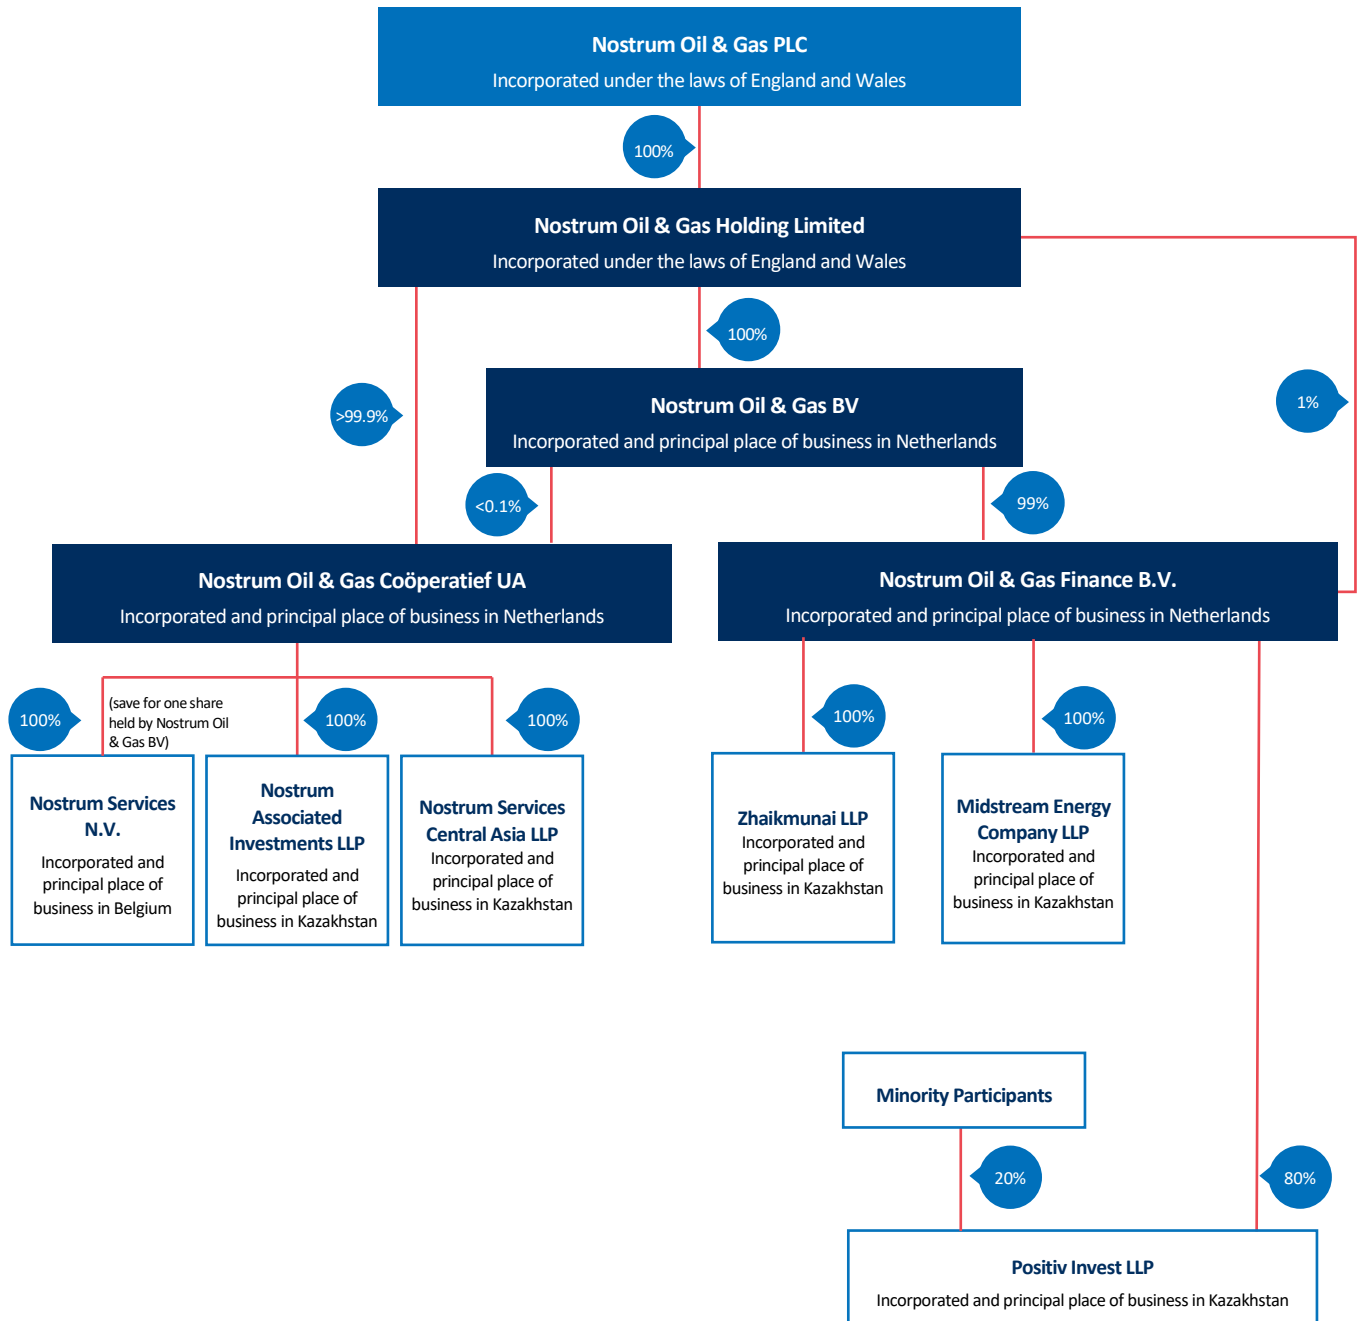 Nostrum Oil & Gas PLC
Incorporated under the laws of England and Wales
100%
Nostrum Oil & Gas Holding Limited
Incorporated under the laws of England and Wales
100%
>99.9%
1%
Nostrum Oil & Gas BV
Incorporated and principal place of business in Netherlands
<0.1%
99%
Nostrum Oil & Gas Coöperatief UA
Incorporated and principal place of business in Netherlands
Nostrum Oil & Gas Finance B.V.
Incorporated and principal place of business in Netherlands
100%
(save for one share
held by Nostrum Oil
& Gas BV)
100%
100%
100%
100%
Nostrum Services
N.V.
Incorporated and
principal place of
business in Belgium
Nostrum
Associated
Investments LLP
Incorporated and
principal place of
business in Kazakhstan
Nostrum Services
Central Asia LLP
Incorporated and
principal place of
business in Kazakhstan
Zhaikmunai LLP
Incorporated and
principal place of
business in Kazakhstan
Midstream Energy
Company LLP
Incorporated and
principal place of
business in Kazakhstan
Minority Participants
20%
80%
Positiv Invest LLP
Incorporated and principal place of business in Kazakhstan